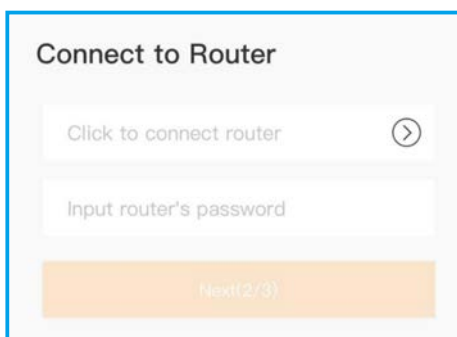 Connect to Router
Click to connect router
Input router's password
Next(2/3)